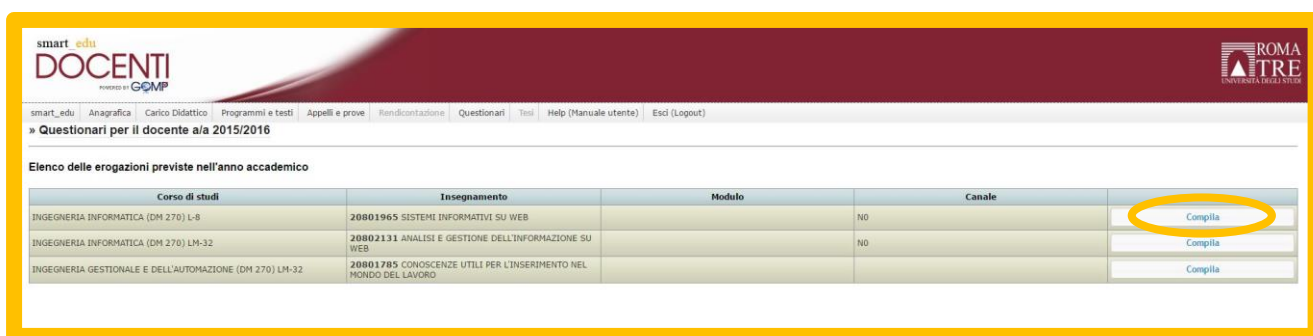 smart_edu
DOCENTI
POWERED BY GOMP
ROMA
TRE
UNIVERSITÀ DEGLI STUDI
smart_edu Anagrafica Carico Didattico Programmi e testi Appelli e prove Rendicontazione Questionari Tesi Help (Manuale utente) Esci (Logout)
» Questionari per il docente a/a 2015/2016
Elenco delle erogazioni previste nell'anno accademico
Corso di studi Insegnamento Modulo Canale
INGEGNERIA INFORMATICA (DM 270) L-8 20801965 SISTEMI INFORMATIVI SU WEB N0 Compila
INGEGNERIA INFORMATICA (DM 270) LM-32 20802131 ANALISI E GESTIONE DELL'INFORMAZIONE SU
WEB N0 Compila
INGEGNERIA GESTIONALE E DELL'AUTOMAZIONE (DM 270) LM-32 20801785 CONOSCENZE UTILI PER L'INSERIMENTO NEL
MONDO DEL LAVORO Compila